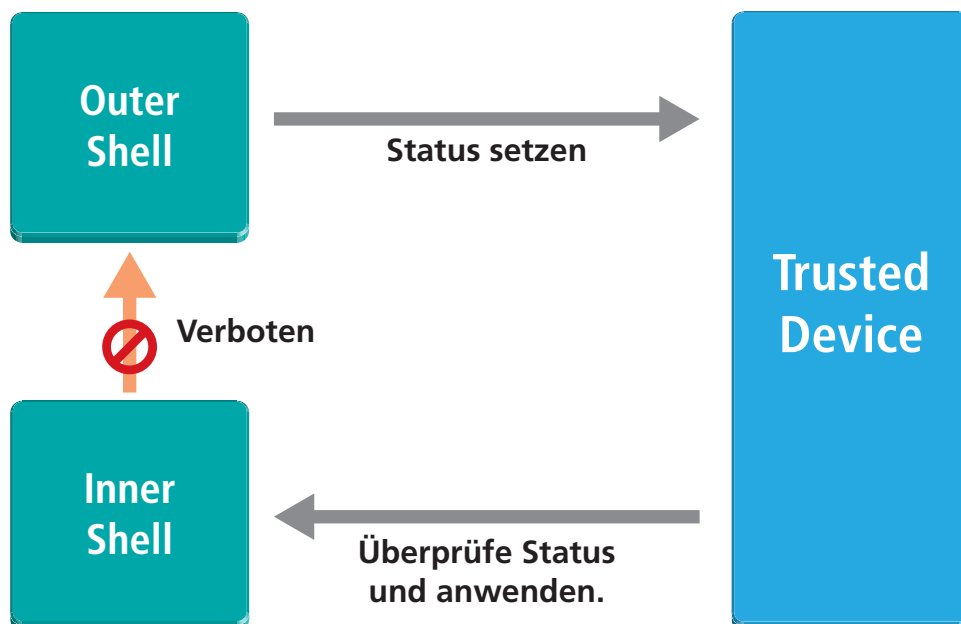 Outer
Shell
Status setzen
Trusted
Device
Verboten
Inner
Shell
Überprüfe Status
und anwenden.